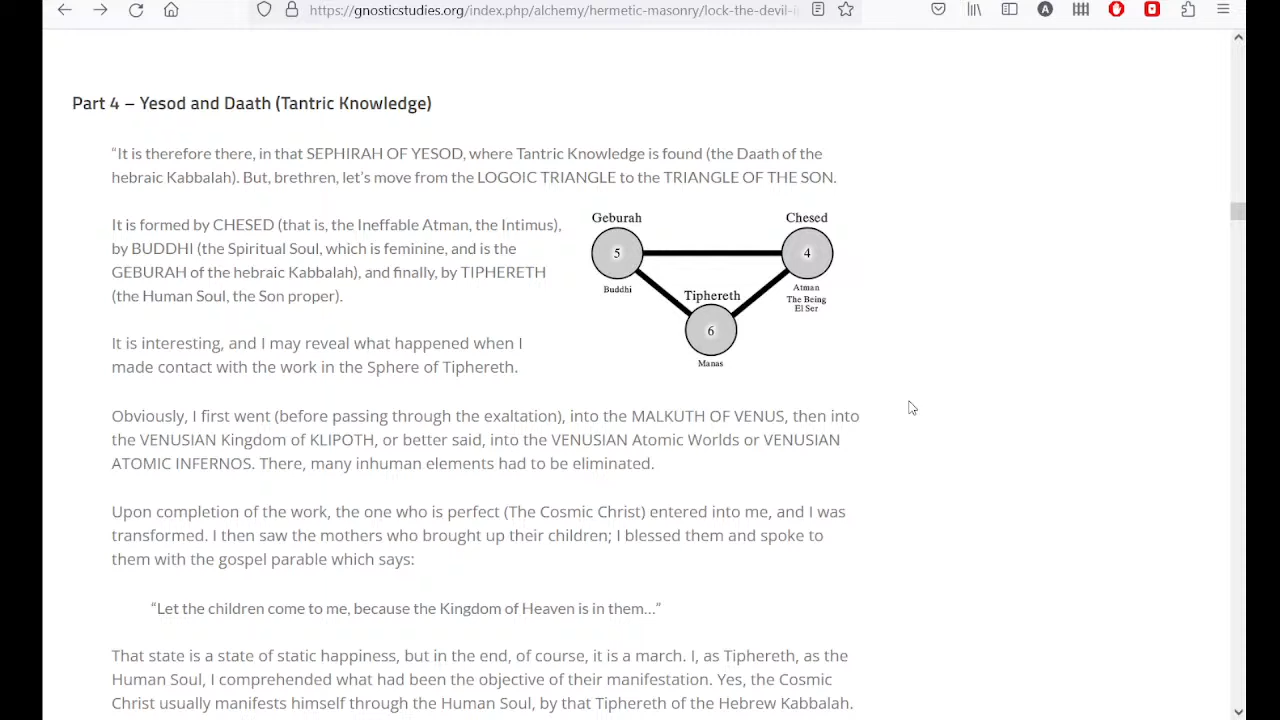 https://gnosticstudies.org/index.php/alchemy/hermetic-masonry/lock-the-devil-i
Part 4 – Yesod and Daath (Tantric Knowledge)
“It is therefore there, in that SEPHIRAH OF YESOD, where Tantric Knowledge is found (the Daath of the
hebraic Kabbalah). But, brethren, let’s move from the LOGOIC TRIANGLE to the TRIANGLE OF THE SON.
It is formed by CHESED (that is, the Ineffable Atman, the Intimus),
by BUDDHI (the Spiritual Soul, which is feminine, and is the
GEBURAH of the hebraic Kabbalah), and finally, by TIPHERETH
(the Human Soul, the Son proper).
Geburah
Chesed
5
4
Buddhi
Tiphereth
Atman
The Being
El Ser
6
Manas
It is interesting, and I may reveal what happened when I
made contact with the work in the Sphere of Tiphereth.
Obviously, I first went (before passing through the exaltation), into the MALKUTH OF VENUS, then into
the VENUSIAN Kingdom of KLIPOTH, or better said, into the VENUSIAN Atomic Worlds or VENUSIAN
ATOMIC INFERNOS. There, many inhuman elements had to be eliminated.
Upon completion of the work, the one who is perfect (The Cosmic Christ) entered into me, and I was
transformed. I then saw the mothers who brought up their children; I blessed them and spoke to
them with the gospel parable which says:
“Let the children come to me, because the Kingdom of Heaven is in them...”
That state is a state of static happiness, but in the end, of course, it is a march. I, as Tiphereth, as the
Human Soul, I comprehended what had been the objective of their manifestation. Yes, the Cosmic
Christ usually manifests himself through the Human Soul, by that Tiphereth of the Hebrew Kabbalah.